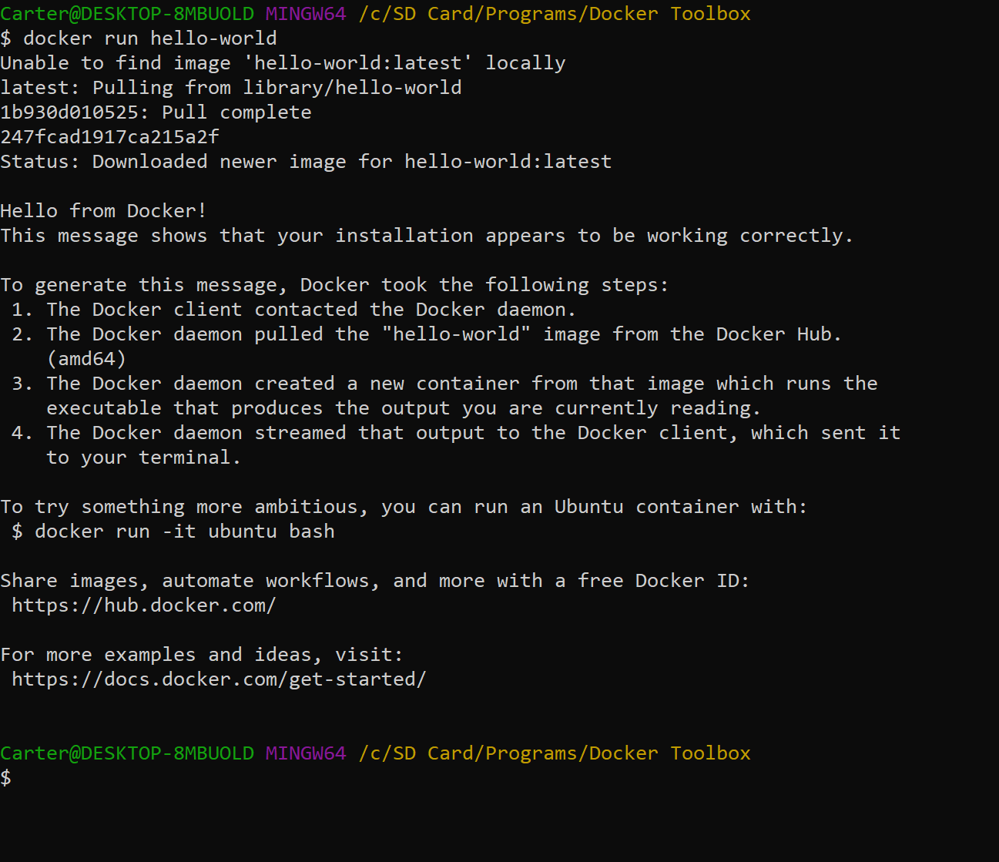 Carter@DESKTOP-8MBUOLD MINGW64 /c/SD Card/Programs/Docker Toolbox
$ docker run hello-world
Unable to find image 'hello-world:latest' locally
latest: Pulling from library/hello-world
1b930d010525: Pull complete
247fcad1917ca215a2f
Status: Downloaded newer image for hello-world:latest

Hello from Docker!
This message shows that your installation appears to be working correctly.

To generate this message, Docker took the following steps:
 1. The Docker client contacted the Docker daemon.
 2. The Docker daemon pulled the "hello-world" image from the Docker Hub.
    (amd64)
 3. The Docker daemon created a new container from that image which runs the
    executable that produces the output you are currently reading.
 4. The Docker daemon streamed that output to the Docker client, which sent it
    to your terminal.

To try something more ambitious, you can run an Ubuntu container with:
 $ docker run -it ubuntu bash

Share images, automate workflows, and more with a free Docker ID:
 https://hub.docker.com/

For more examples and ideas, visit:
 https://docs.docker.com/get-started/


Carter@DESKTOP-8MBUOLD MINGW64 /c/SD Card/Programs/Docker Toolbox
$